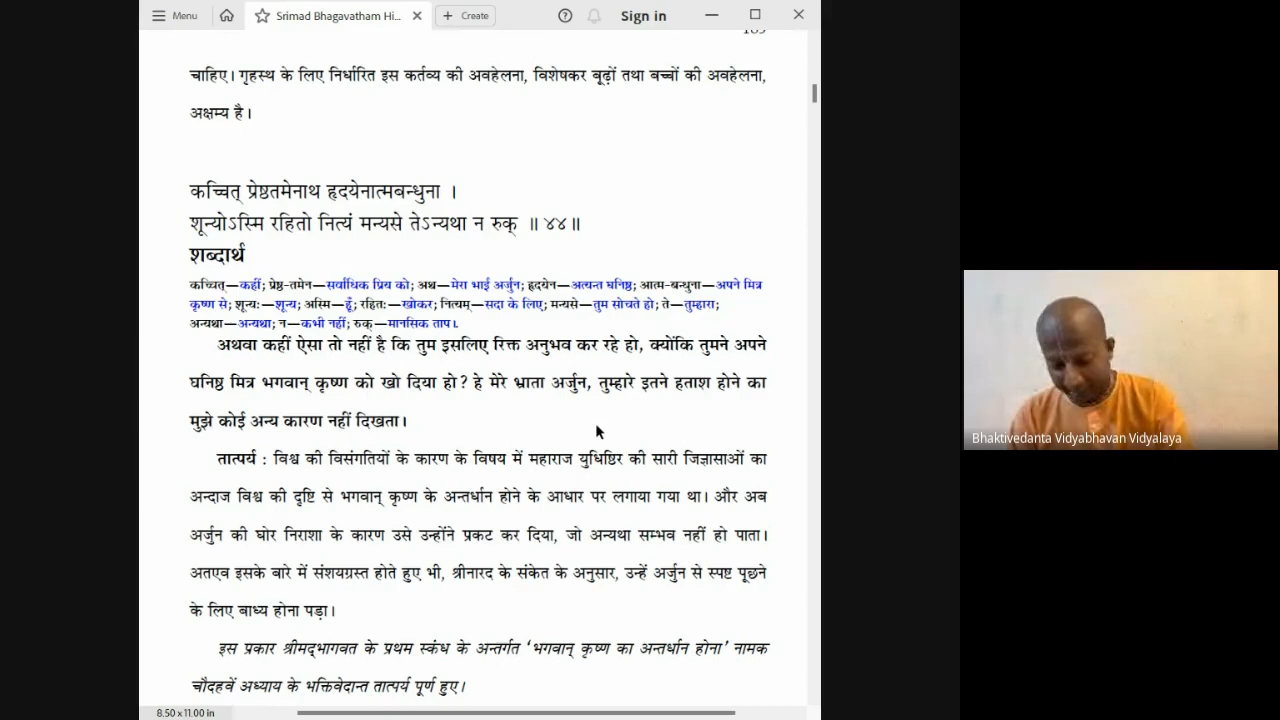 Menu
Srimad Bhagavatham Hi...
Create
Sign in
चाहिए। गृहस्थ के लिए निर्धारित इस कर्तव्य की अवहेलना, विशेषकर बूढ़ों तथा बच्चों की अवहेलना,
अक्षम्य है।
कच्चित् प्रेष्ठतमेनाथ हृदयेनात्मबन्धुना ।
शून्योऽस्मि रहितो नित्यं मन्यसे तेऽन्यथा न रुक् ॥ ४४॥
शब्दार्थ
कच्चित्—कहीं; प्रेष्ठ-तमेन—सर्वाधिक प्रिय को; अथ—मेरा भाई अर्जुन; हृदयेन—अत्यन्त घनिष्ठ; आत्म-बन्धुना—अपने मित्र
कृष्ण से; शून्यः—शून्य; अस्मि—हूँ; रहितः—खोकर; नित्यम्—सदा के लिए; मन्यसे—तुम सोचते हो; ते—तुम्हारा;
अन्यथा—अन्यथा; न—कभी नहीं; रुक्—मानसिक ताप।
अथवा कहीं ऐसा तो नहीं है कि तुम इसलिए रिक्त अनुभव कर रहे हो, क्योंकि तुमने अपने
घनिष्ठ मित्र भगवान् कृष्ण को खो दिया हो? हे मेरे भ्राता अर्जुन, तुम्हारे इतने हताश होने का
मुझे कोई अन्य कारण नहीं दिखता।
तात्पर्य : विश्व की विसंगतियों के कारण के विषय में महाराज युधिष्टिर की सारी जिज्ञासाओं का
अन्दाज विश्व की दृष्टि से भगवान् कृष्ण के अन्तर्धान होने के आधार पर लगाया गया था। और अब
अर्जुन की घोर निराशा के कारण उसे उन्होंने प्रकट कर दिया, जो अन्यथा सम्भव नहीं हो पाता।
अतएव इसके बारे में संशयग्रस्त होते हुए भी, श्रीनारद के संकेत के अनुसार, उन्हें अर्जुन से स्पष्ट पूछने
के लिए बाध्य होना पड़ा।
इस प्रकार श्रीमद्भागवत के प्रथम स्कंध के अन्तर्गत ‘भगवान् कृष्ण का अन्तर्धान होना’ नामक
चौदहवें अध्याय के भक्तिवेदान्त तात्पर्य पूर्ण हुए।
8.50 x 11.00 in
Bhaktivedanta Vidyabhavan Vidyalaya